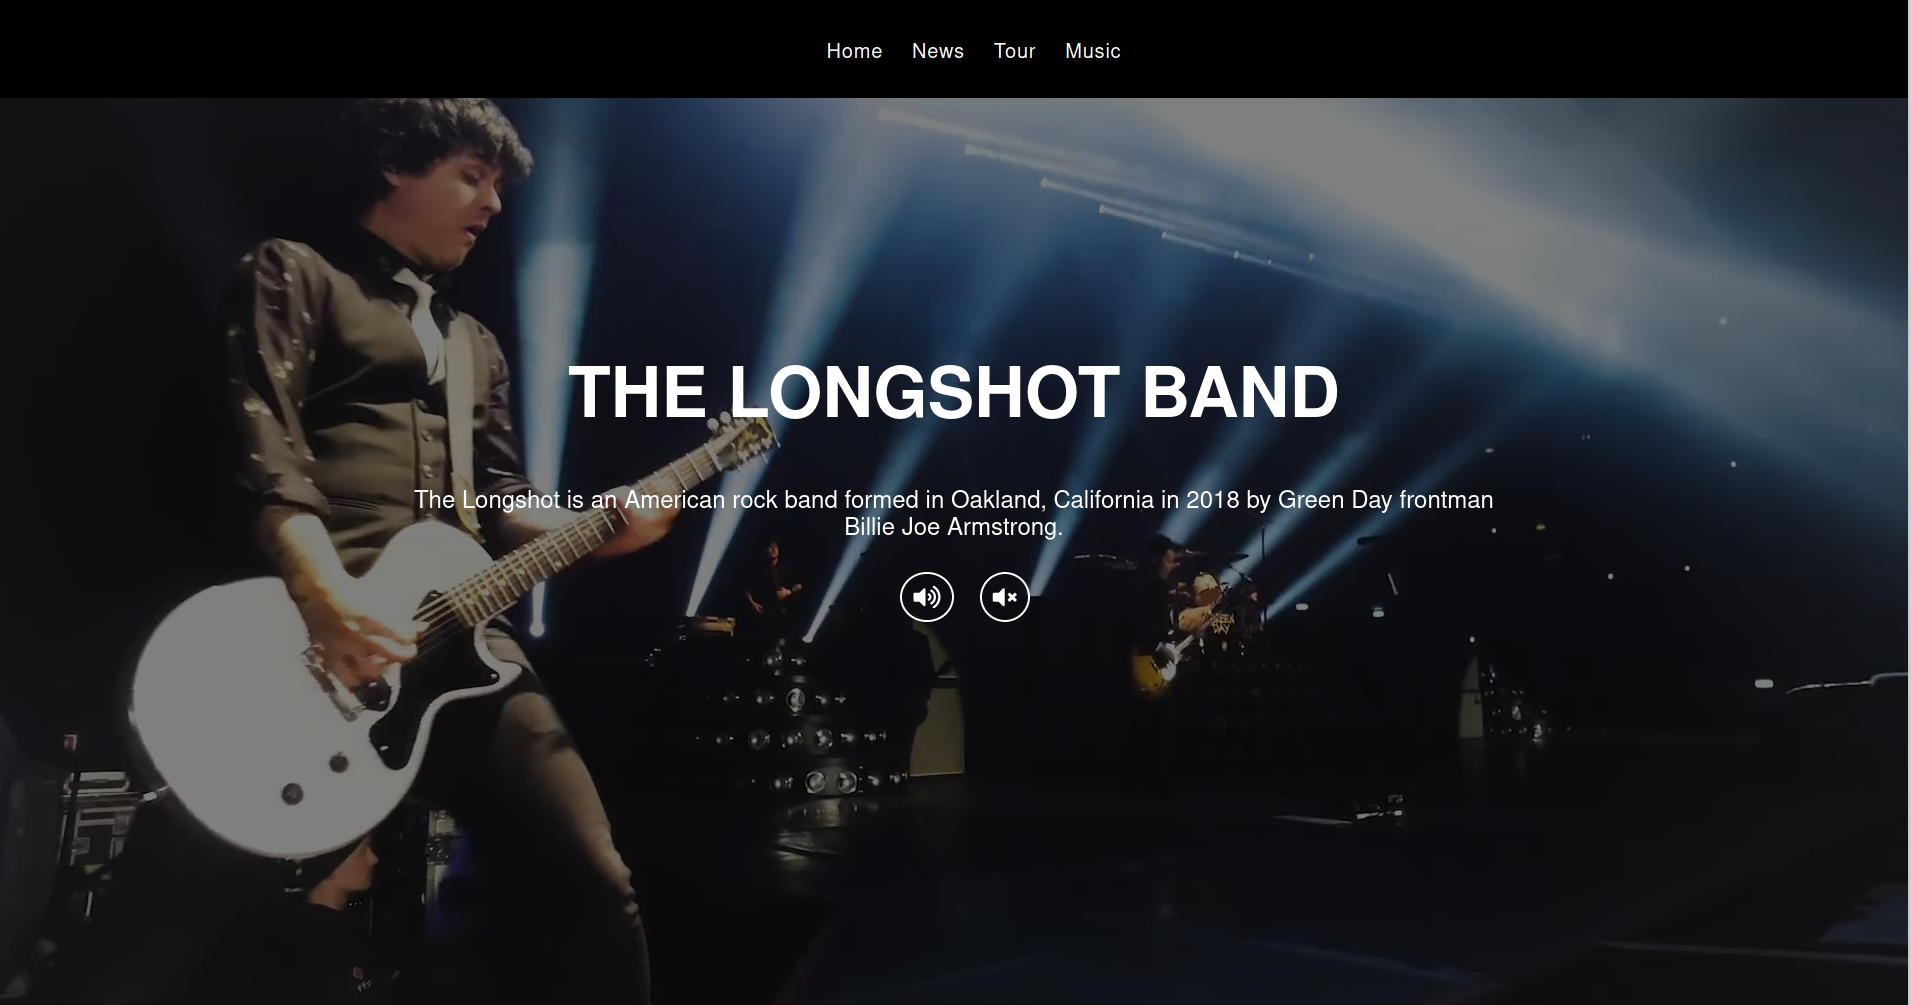 Home News Tour Music
THE LONGSHOT BAND
The Longshot is an American rock band formed in Oakland, California in 2018 by Green Day frontman
Billie Joe Armstrong.
GREEN
DAY